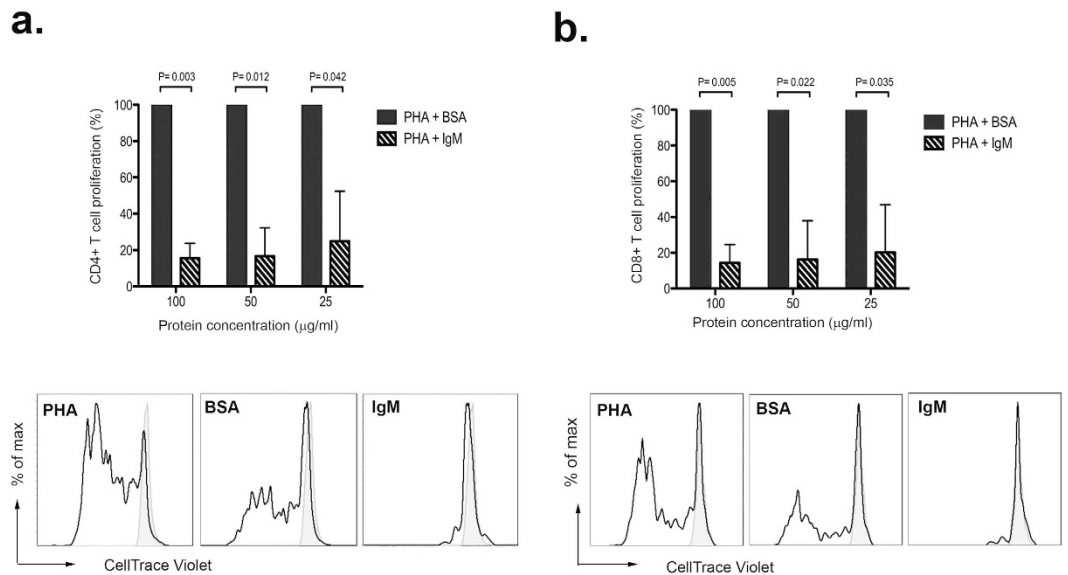 a.
P= 0.003 P= 0.012 P= 0.042
100
80
60
40
20
0
CD4+ T cell proliferation (%)
PHA + BSA
PHA + IgM
100 50 25
Protein concentration (µg/ml)
PHA BSA IgM
% of max
CellTrace Violet
b.
P= 0.005 P= 0.022 P= 0.035
100
80
60
40
20
0
CD8+ T cell proliferation (%)
PHA + BSA
PHA + IgM
100 50 25
Protein concentration (µg/ml)
PHA BSA IgM
% of max
CellTrace Violet